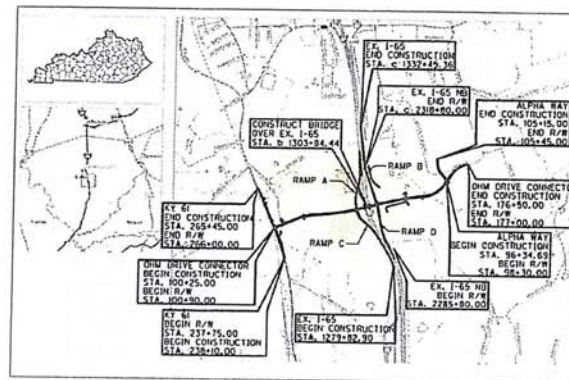 EX. I-65
END CONSTRUCTION
STA. c 1332+49.36
EX. I-65 NB
END R/W
STA. c 2318+80.00
ALPHA WAY
END CONSTRUCTION
STA. 105+15.00
END R/W
STA. 105+45.00
CONSTRUCT BRIDGE
OVER EX. I-65
STA. b 1303+84.44
RAMP B
RAMP A
KY 61
END CONSTRUCTION
STA. 265+45.00
END R/W
STA. 266+00.00
OHM DRIVE CONNECTOR
END CONSTRUCTION
STA. 176+50.00
END R/W
STA. 177+00.00
RAMP C
RAMP D
OHM DRIVE CONNECTOR
BEGIN CONSTRUCTION
STA. 100+25.00
BEGIN R/W
STA. 100+90.00
ALPHA WAY
BEGIN CONSTRUCTION
STA. 96+34.69
BEGIN R/W
STA. 98+30.00
KY 61
BEGIN R/W
STA. 237+75.00
BEGIN CONSTRUCTION
STA. 238+10.00
EX. I-65
BEGIN CONSTRUCTION
STA. 1279+82.90
EX. I-65 NB
BEGIN R/W
STA. 2285+80.00